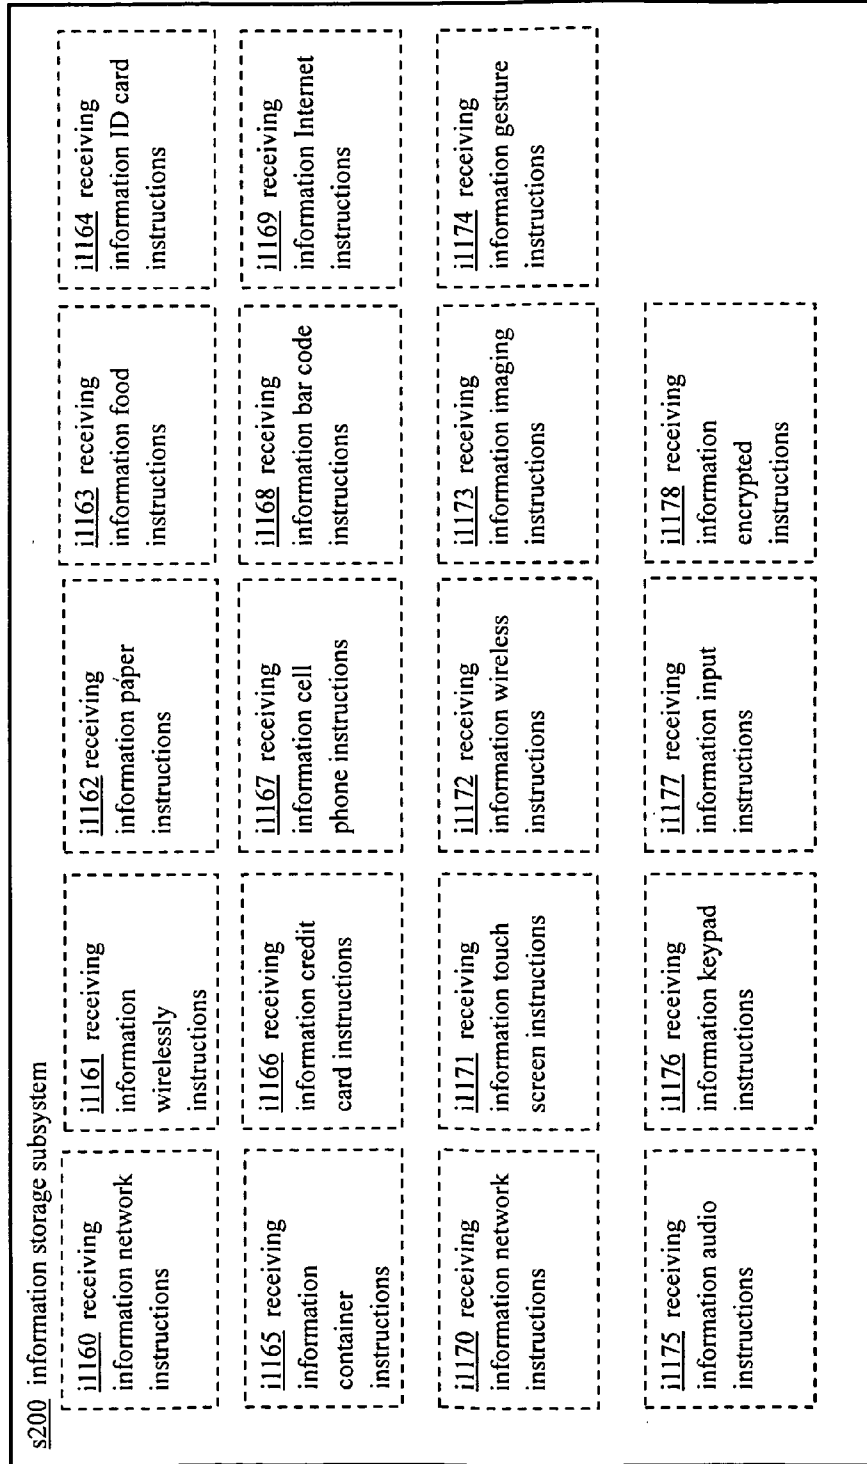 s200 information storage subsystem
i1160 receiving
information network
instructions
i1161 receiving
information
wirelessly
instructions
i1162 receiving
information paper
instructions
i1163 receiving
information food
instructions
i1164 receiving
information ID card
instructions
i1165 receiving
information
container
instructions
i1166 receiving
information credit
card instructions
i1167 receiving
information cell
phone instructions
i1168 receiving
information bar code
instructions
i1169 receiving
information Internet
instructions
i1170 receiving
information network
instructions
i1171 receiving
information touch
screen instructions
i1172 receiving
information wireless
instructions
i1173 receiving
information imaging
instructions
i1174 receiving
information gesture
instructions
i1175 receiving
information audio
instructions
i1176 receiving
information keypad
instructions
i1177 receiving
information input
instructions
i1178 receiving
information
encrypted
instructions